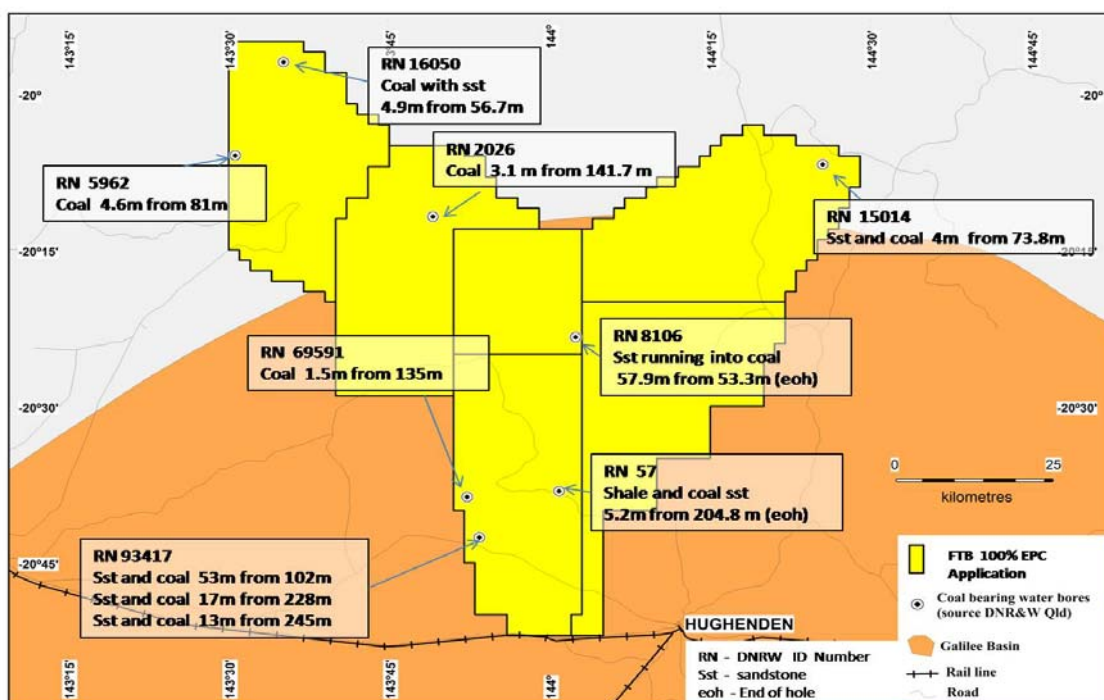 143°15'
143°30'
143°45'
144°
144°15'
144°30'
144°45'
RN 16050
Coal with sst
4.9m from 56.7m
-20°
-20°
RN 2026
Coal 3.1 m from 141.7 m
RN 5962
Coal 4.6m from 81m
RN 15014
Sst and coal 4m from 73.8m
-20°15'
-20°15'
RN 69591
Coal 1.5m from 135m
RN 8106
Sst running into coal
57.9m from 53.3m (eoh)
-20°30'
-20°30'
RN 57
Shale and coal sst
5.2m from 204.8 m (eoh)
0 25
kilometres
RN 93417
Sst and coal 53m from 102m
Sst and coal 17m from 228m
Sst and coal 13m from 245m
-20°45'
FTB 100% EPC
Application
Coal bearing water bores
(source DNR&W Qld)
Galilee Basin
Rail line
Road
HUGHENDEN
RN - DNRW ID Number
Sst - sandstone
eoh - End of hole
143°15'
143°30'
143°45'
144°